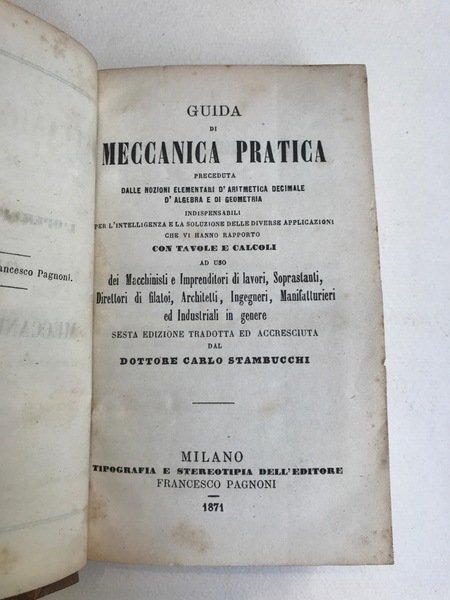 ncesco Pagnoni.
GUIDA
DI
MECCANICA PRATICA
PRECEDUTA
DALLE NOZIONI ELEMENTARI D'ARITMETICA DECIMALE
D'ALGEBRA E DI GEOMETRIA
INDISPENSABILI
PER L'INTELLIGENZA E LA SOLUZIONE DELLE DIVERSE APPLICAZIONI
CHE VI HANNO RAPPORTO
CON TAVOLE E CALCOLI
AD USO
dei Macchinisti e Imprenditori di lavori, Soprastanti,
Direttori di filatoi, Architetti, Ingegneri, Manifatturieri
ed Industriali in genere
SESTA EDIZIONE TRADOTTA ED ACCRESCIUTA
DAL
DOTTORE CARLO STAMBUCCHI
MILANO
TIPOGRAFIA E STEREOTIPIA DELL'EDITORE
FRANCESCO PAGNONI
1871